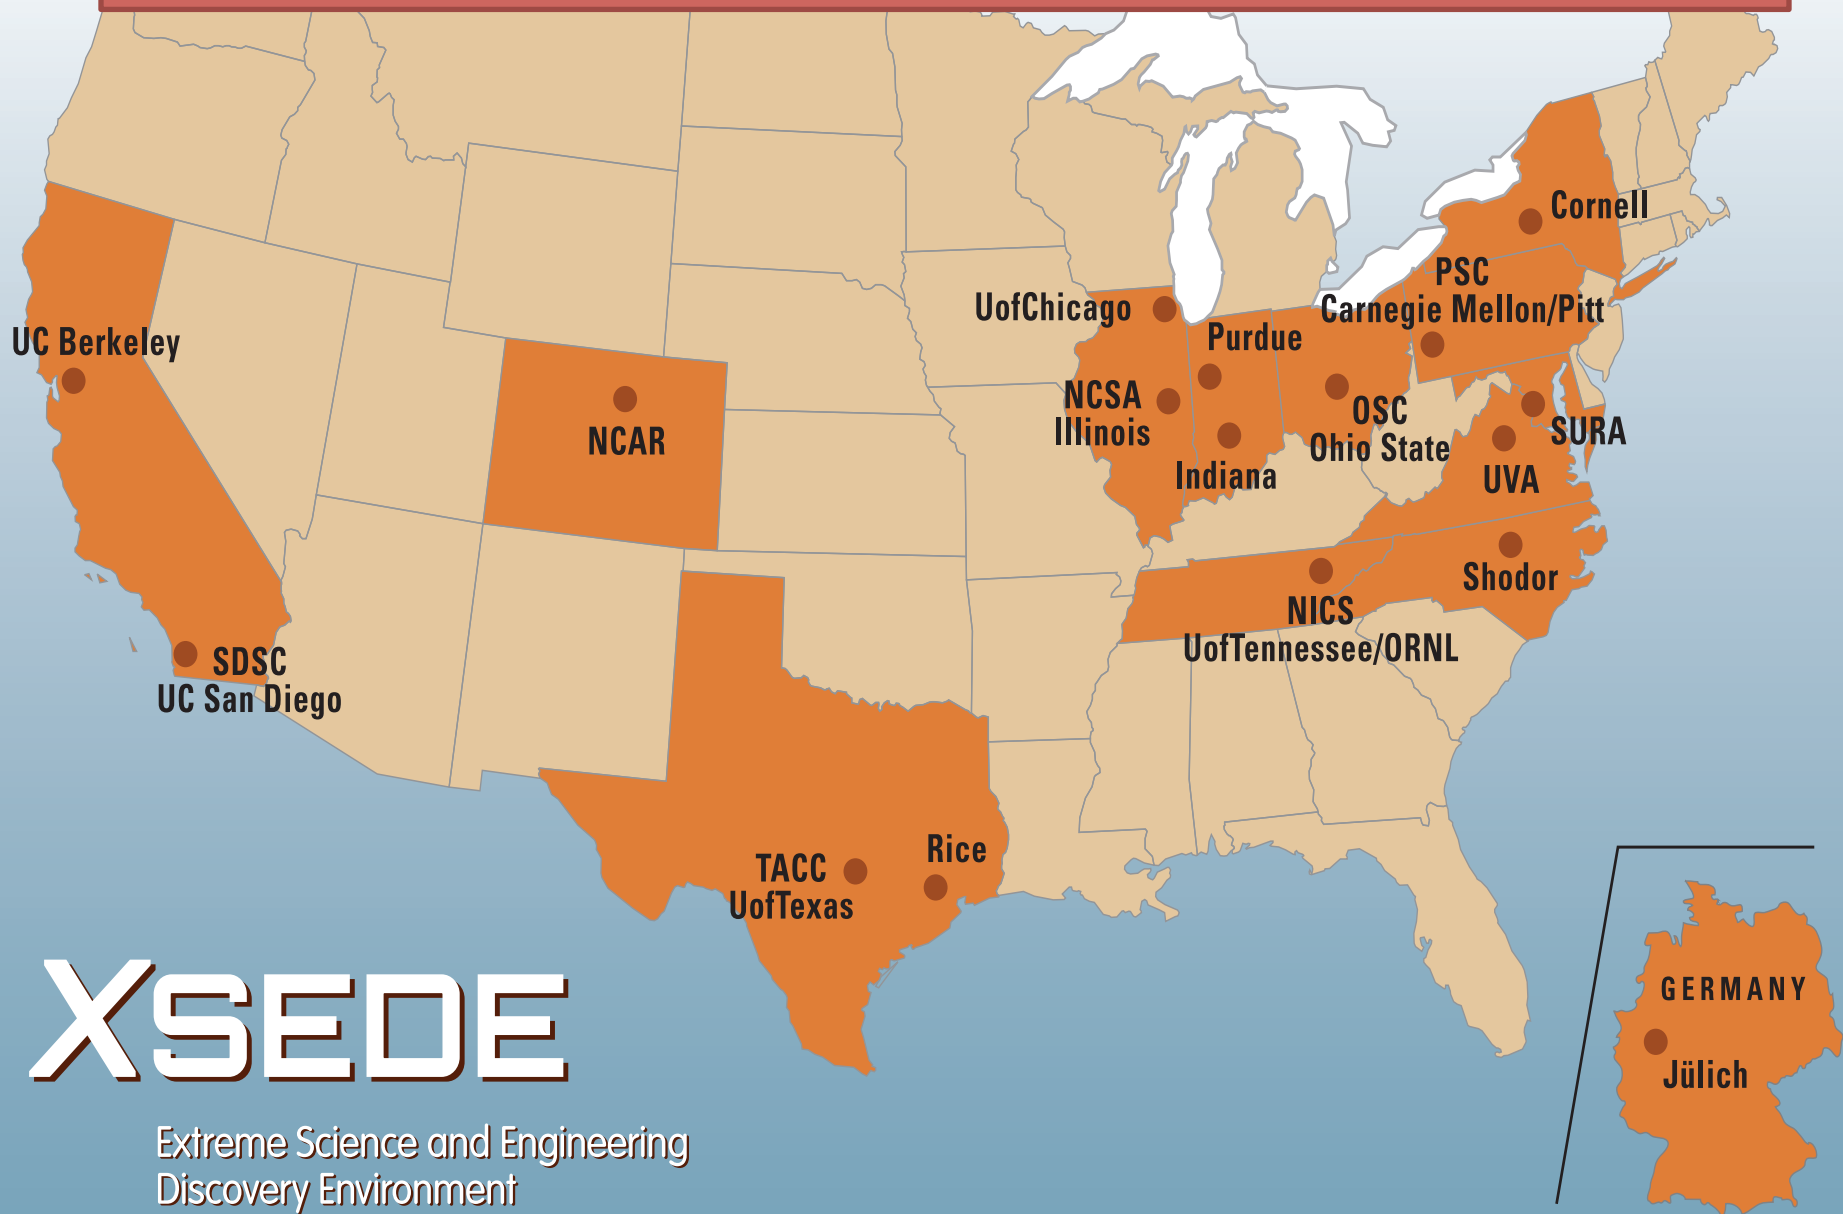 Cornell
PSC
Carnegie Mellon/Pitt
UofChicago
Purdue
UC Berkeley
NCSA
Illinois
OSC
Ohio State
SURA
NCAR
Indiana
UVA
Shodor
NICS
UofTennessee/ORNL
SDSC
UC San Diego
Rice
TACC
UofTexas
GERMANY
Jülich
XSEDE
Extreme Science and Engineering
Discovery Environment